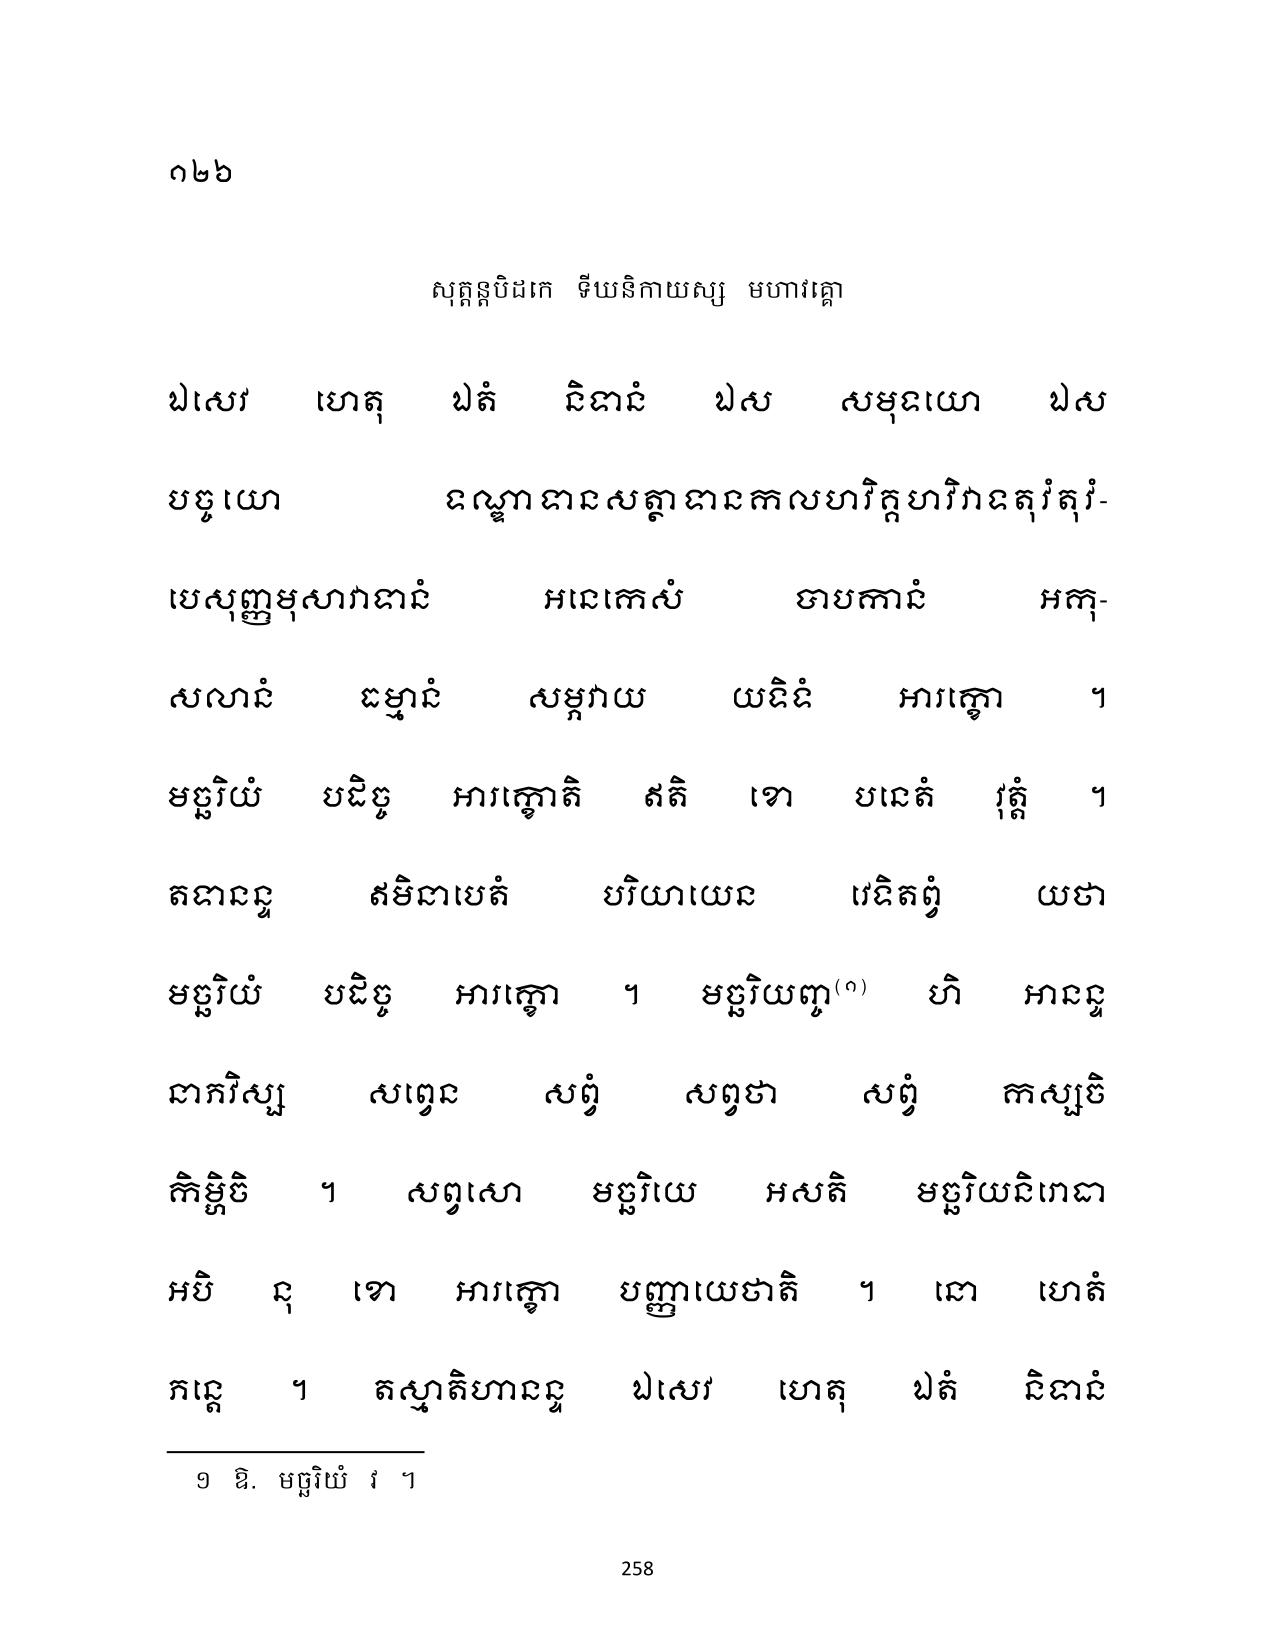 ១២៦
សុត្តន្តបិដកេ ទីឃនិកាយស្ស មហាវគ្គោ
ឯសេវ ហេតុ ឯតំ និទានំ ឯស សមុទយោ ឯស
បច្ចយោ ទណ្ឌាទានសត្ថាទានកលហវិគ្គហវិវាទតុវំតុវំ-
បេសុញ្ញមុសាវាទានំ អនេកេសំ បាបកានំ អកុ-
សលានំ ធម្មានំ សម្ភវាយ យទិទំ អារក្ខោ ។
មច្ឆរិយំ បដិច្ច អារក្ខោតិ ឥតិ ខោ បនេតំ វុត្តំ ។
តទានន្ទ ឥមិនាបេតំ បរិយាយេន វេទិតព្វំ យថា
មច្ឆរិយំ បដិច្ច អារក្ខោ ។ មច្ឆរិយញ្ច(១) ហិ អានន្ទ
នាភវិស្ស សព្វេន សព្វំ សព្វថា សព្វំ កស្សចិ
កិម្ហិចិ ។ សព្វសោ មច្ឆរិយេ អសតិ មច្ឆរិយនិរោធា
អបិ នុ ខោ អារក្ខោ បញ្ញាយេថាតិ ។ នោ ហេតំ
ភន្តេ ។ តស្មាតិហានន្ទ ឯសេវ ហេតុ ឯតំ និទានំ
១ ឱ. មច្ឆរិយំ វ ។
258